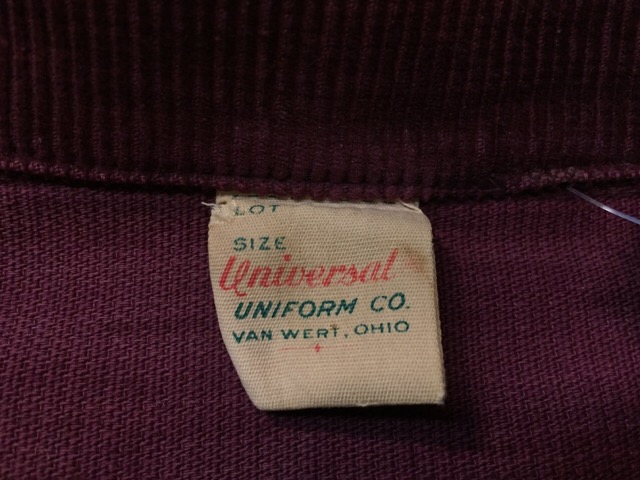 LOT
SIZE
Universal
UNIFORM CO.
VAN WERT, OHIO